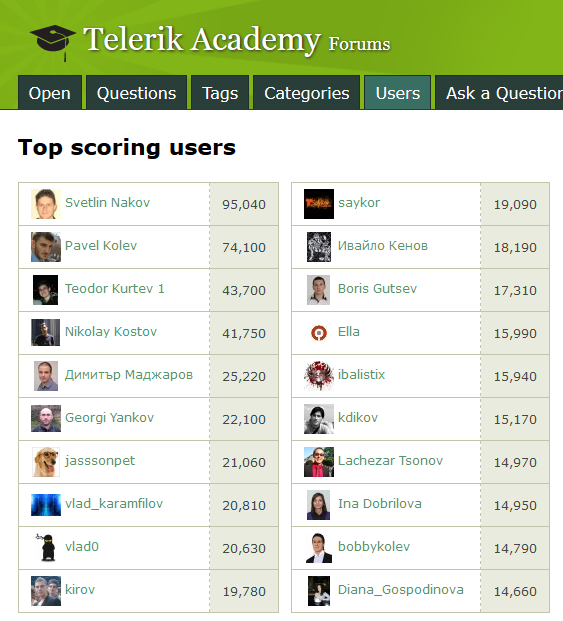 Telerik Academy Forums
Open Questions Tags Categories Users Ask a Question
Top scoring users
Svetlin Nakov 95,040
Pavel Kolev 74,100
Teodor Kurtev 1 43,700
Nikolay Kostov 41,750
Димитър Маджаров 25,220
Georgi Yankov 22,100
jasssonpet 21,060
vlad_karamfilov 20,810
vlad0 20,630
kirov 19,780
saykor 19,090
Ивайло Кенов 18,190
Boris Gutsev 17,310
Ella 15,990
ibalistix 15,940
kdikov 15,170
Lachezar Tsonov 14,970
Ina Dobrilova 14,950
bobbykolev 14,790
Diana_Gospodinova 14,660